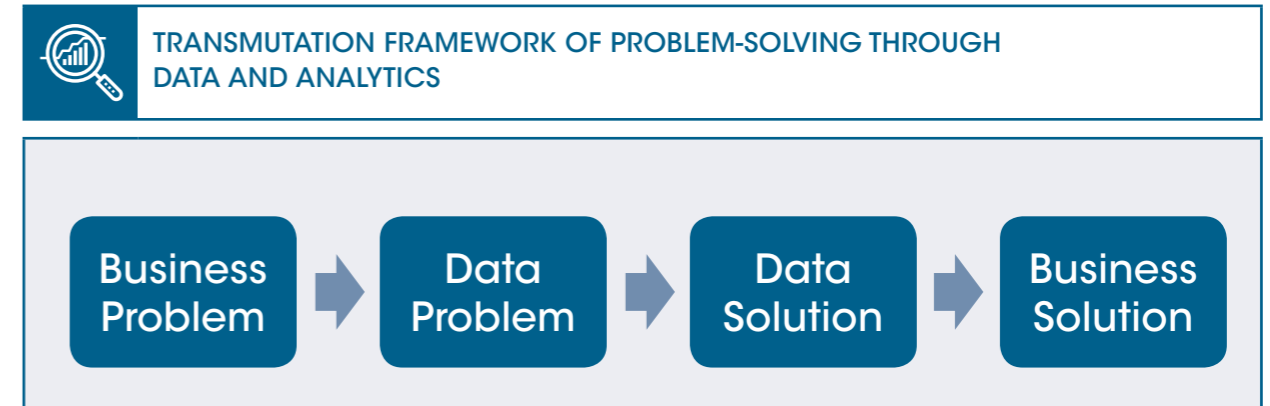 TRANSMUTATION FRAMEWORK OF PROBLEM-SOLVING THROUGH
DATA AND ANALYTICS
Business
Problem
Data
Problem
Data
Solution
Business
Solution